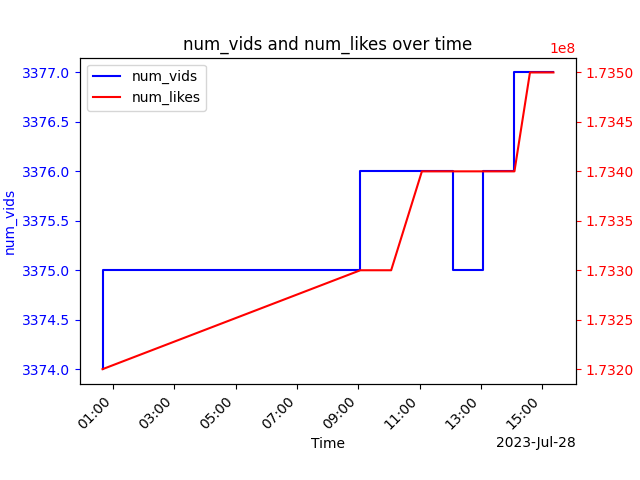 num_vids and num_likes over time
1e8
num_vids
num_likes
3377.0
3376.5
3376.0
3375.5
3375.0
3374.5
3374.0
num_vids
1.7350
1.7345
1.7340
1.7335
1.7330
1.7325
1.7320
01:00 03:00 05:00 07:00 09:00 11:00 13:00 15:00
Time
2023-Jul-28